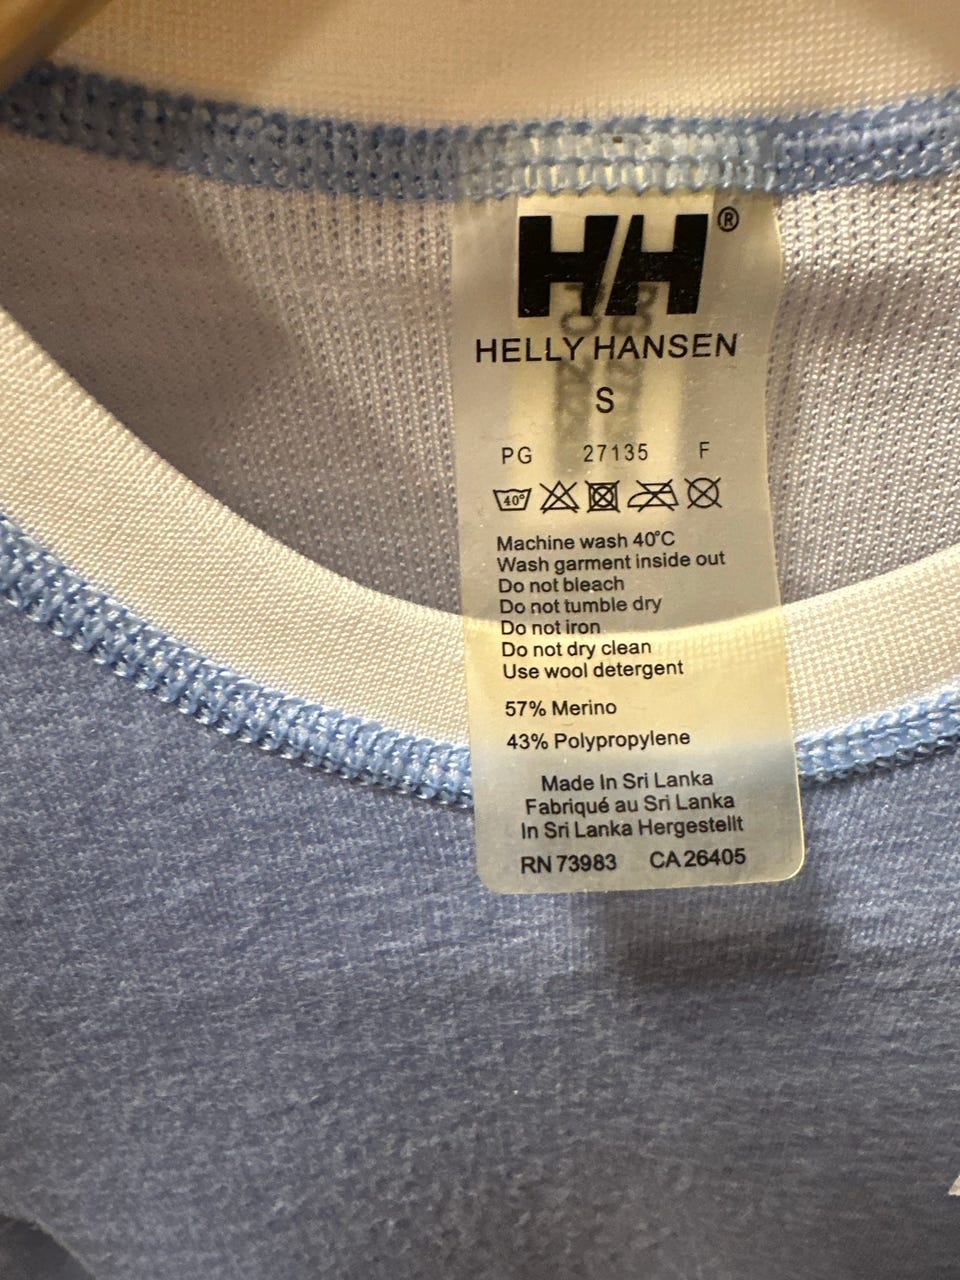 HH®
HELLY HANSEN
S
PG 27135 F
40°
Machine wash 40°C
Wash garment inside out
Do not bleach
Do not tumble dry
Do not iron
Do not dry clean
Use wool detergent
57% Merino
43% Polypropylene
Made In Sri Lanka
Fabriqué au Sri Lanka
In Sri Lanka Hergestellt
RN 73983 CA 26405